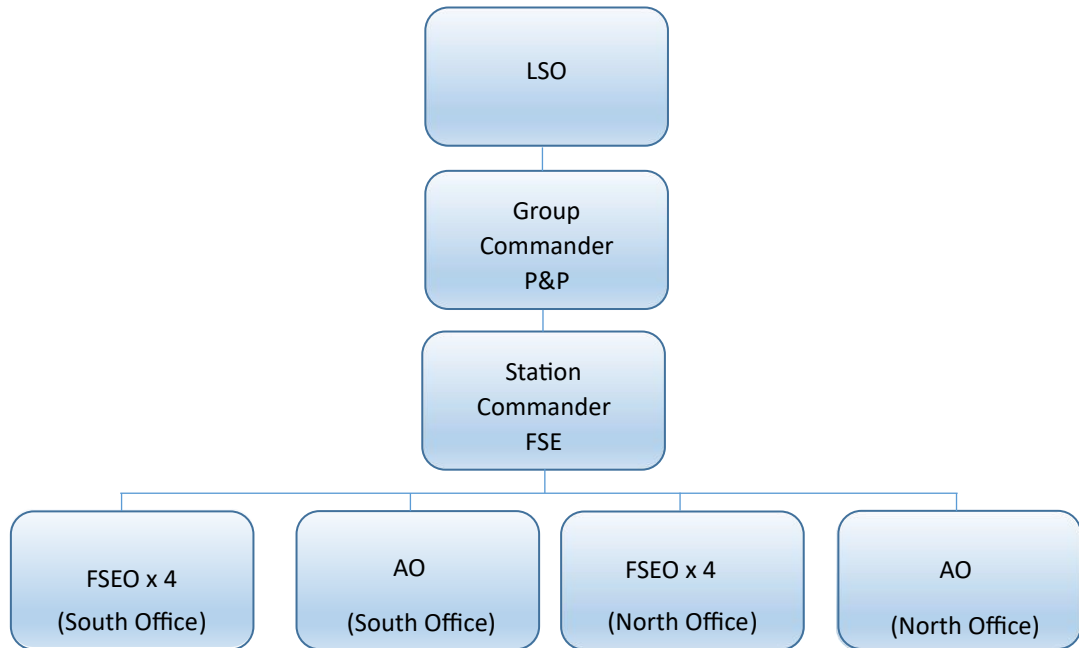 LSO
Group
Commander
P&P
Station
Commander
FSE
FSEO x 4
(South Office)
AO
(South Office)
FSEO x 4
(North Office)
AO
(North Office)